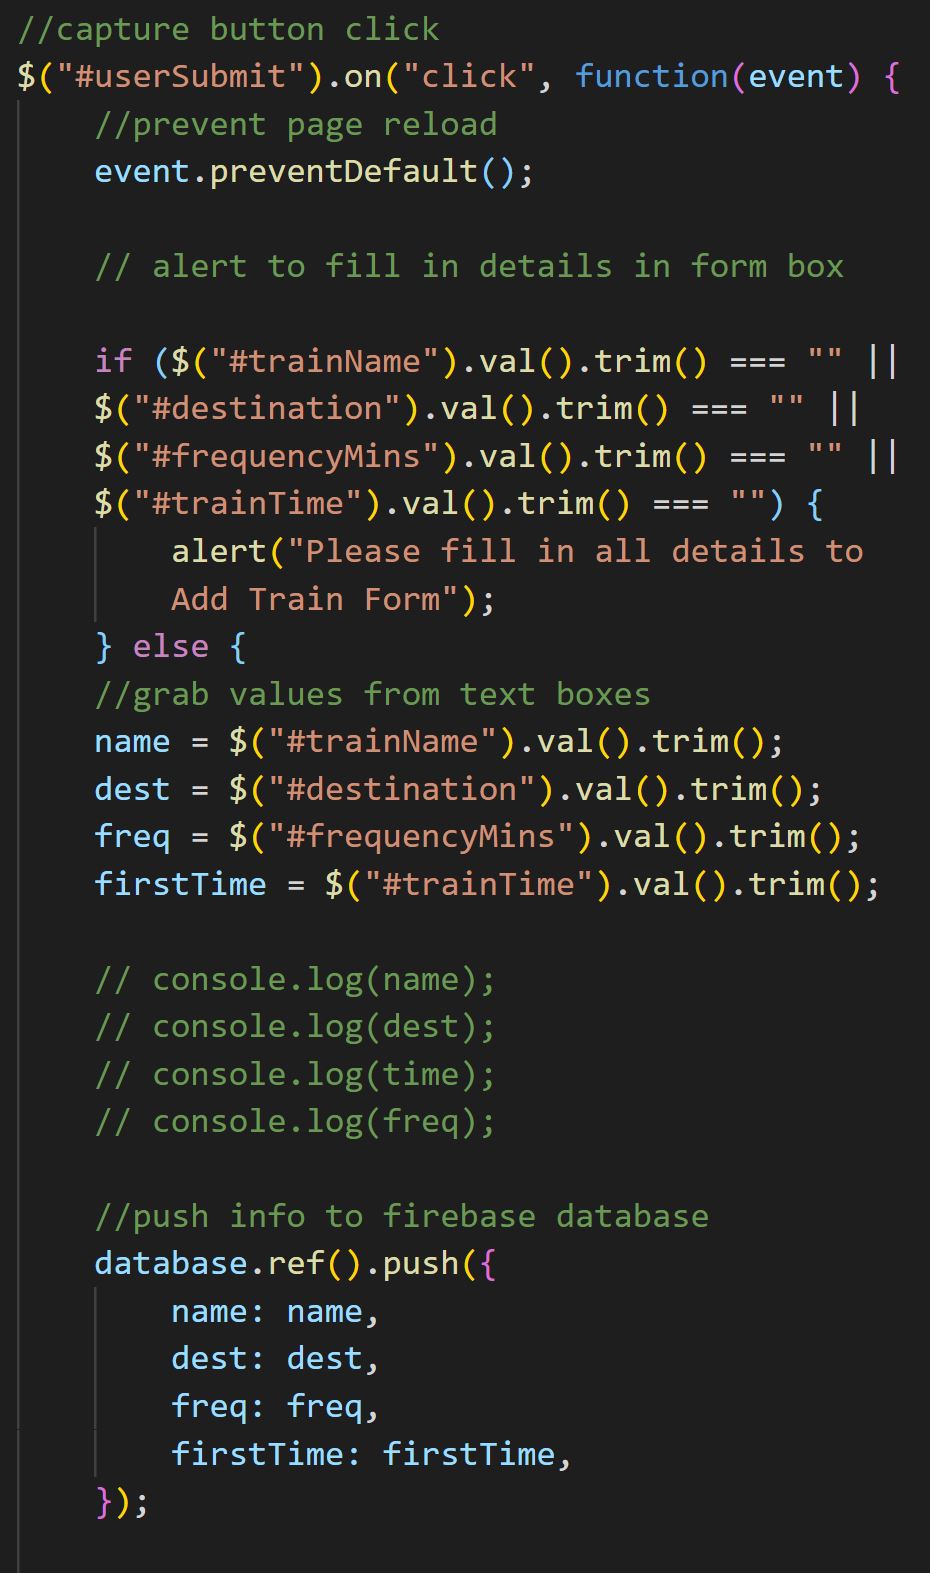 //capture button click
$("#userSubmit").on("click", function(event) {
//prevent page reload
event.preventDefault();
// alert to fill in details in form box
if ($("#trainName").val().trim() === "" ||
$("#destination").val().trim() === "" ||
$("#frequencyMins").val().trim() === "" ||
$("#trainTime").val().trim() === "") {
alert("Please fill in all details to
Add Train Form");
} else {
//grab values from text boxes
name = $("#trainName").val().trim();
dest = $("#destination").val().trim();
freq = $("#frequencyMins").val().trim();
firstTime = $("#trainTime").val().trim();
// console.log(name);
// console.log(dest);
// console.log(time);
// console.log(freq);
//push info to firebase database
database.ref().push({
name: name,
dest: dest,
freq: freq,
firstTime: firstTime,
});